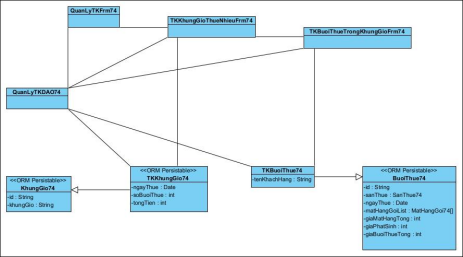 QuanLyTKFrm74
TKKhungGioThueNhieuFrm74
TKBuoiThueTrongKhungGioFrm74
QuanLyTKDAO74
<<ORM Persistable>>
KhungGio74
-id : String
-khungGio : String
<<ORM Persistable>>
TKKhungGio74
-ngayThue : Date
-soBuoiThue : int
-tongTien : int
TKBuoiThue74
-tenKhachHang : String
<<ORM Persistable>>
BuoiThue74
-id : String
-sanThue : SanThue74
-ngayThue : Date
-matHangGoiList : MatHangGoi74[]
-giaMatHangTong : int
-giaPhatSinh : int
-giaBuoiThueTong : int